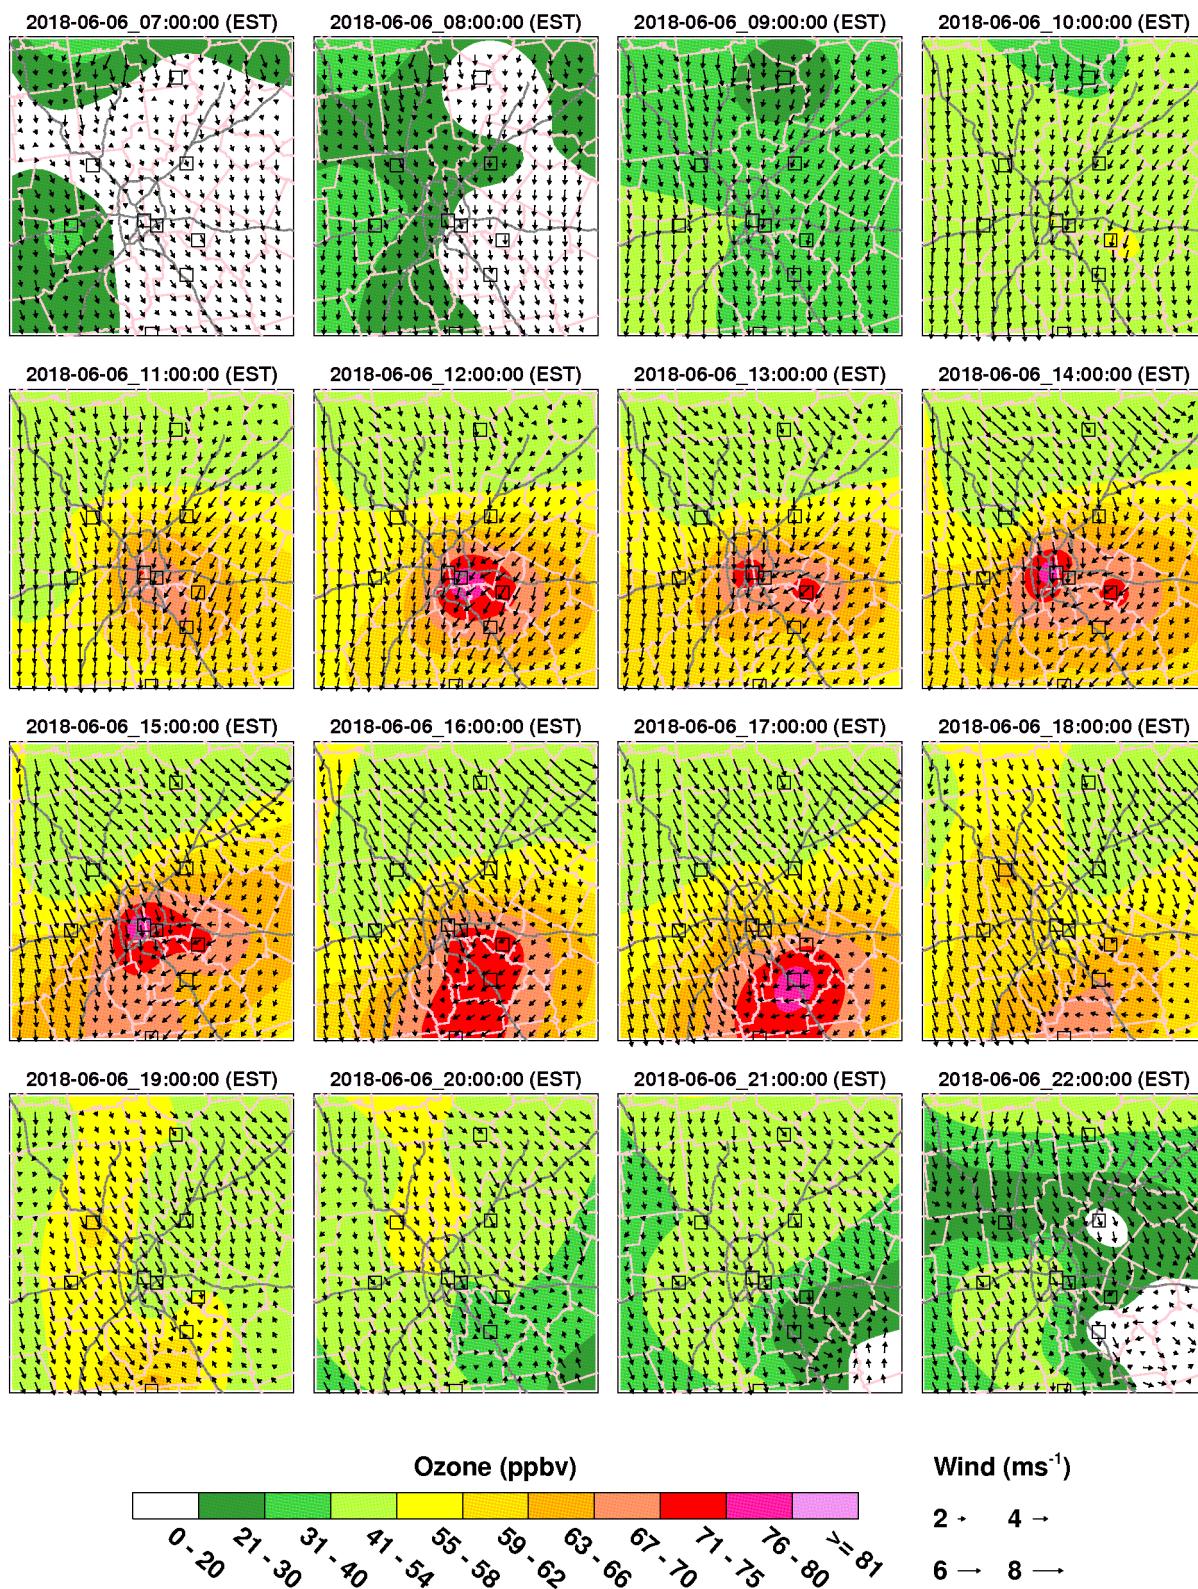 2018-06-06_07:00:00 (EST) 2018-06-06_08:00:00 (EST) 2018-06-06_09:00:00 (EST) 2018-06-06_10:00:00 (EST)
2018-06-06_11:00:00 (EST) 2018-06-06_12:00:00 (EST) 2018-06-06_13:00:00 (EST) 2018-06-06_14:00:00 (EST)
2018-06-06_15:00:00 (EST) 2018-06-06_16:00:00 (EST) 2018-06-06_17:00:00 (EST) 2018-06-06_18:00:00 (EST)
2018-06-06_19:00:00 (EST) 2018-06-06_20:00:00 (EST) 2018-06-06_21:00:00 (EST) 2018-06-06_22:00:00 (EST)
Ozone (ppbv) Wind (ms⁻¹)
0 - 20 21 - 30 31 - 40 41 - 54 55 - 58 59 - 62 63 - 66 67 - 70 71 - 75 76 - 80 >= 81
2 4
6 8